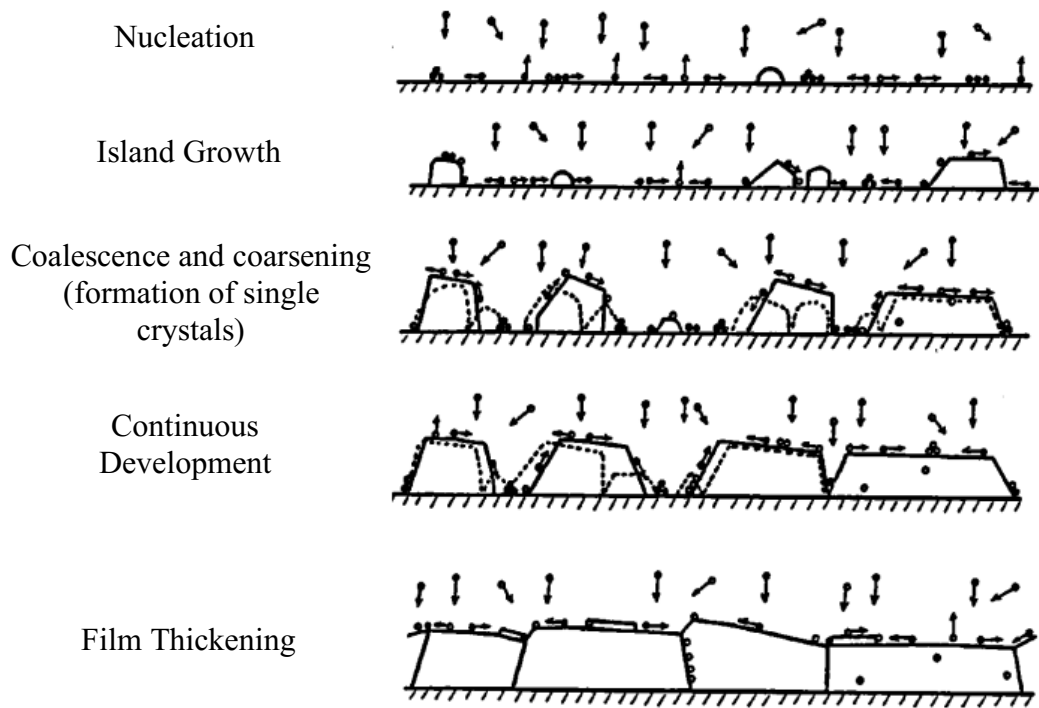 Nucleation
Island Growth
Coalescence and coarsening
(formation of single
crystals)
Continuous
Development
Film Thickening